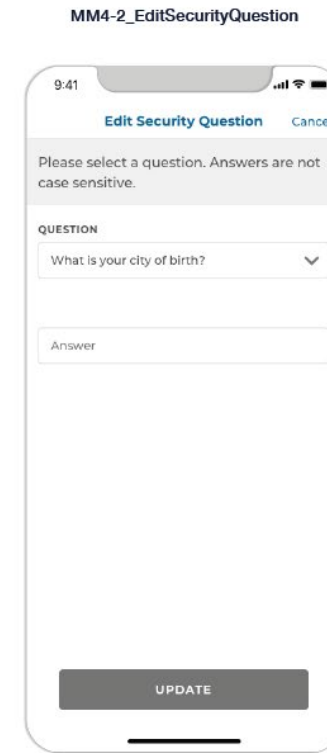 MM4-2_EditSecurityQuestion
9:41
Edit Security Question Cance
Please select a question. Answers are not
case sensitive.
QUESTION
What is your city of birth?
Answer
UPDATE